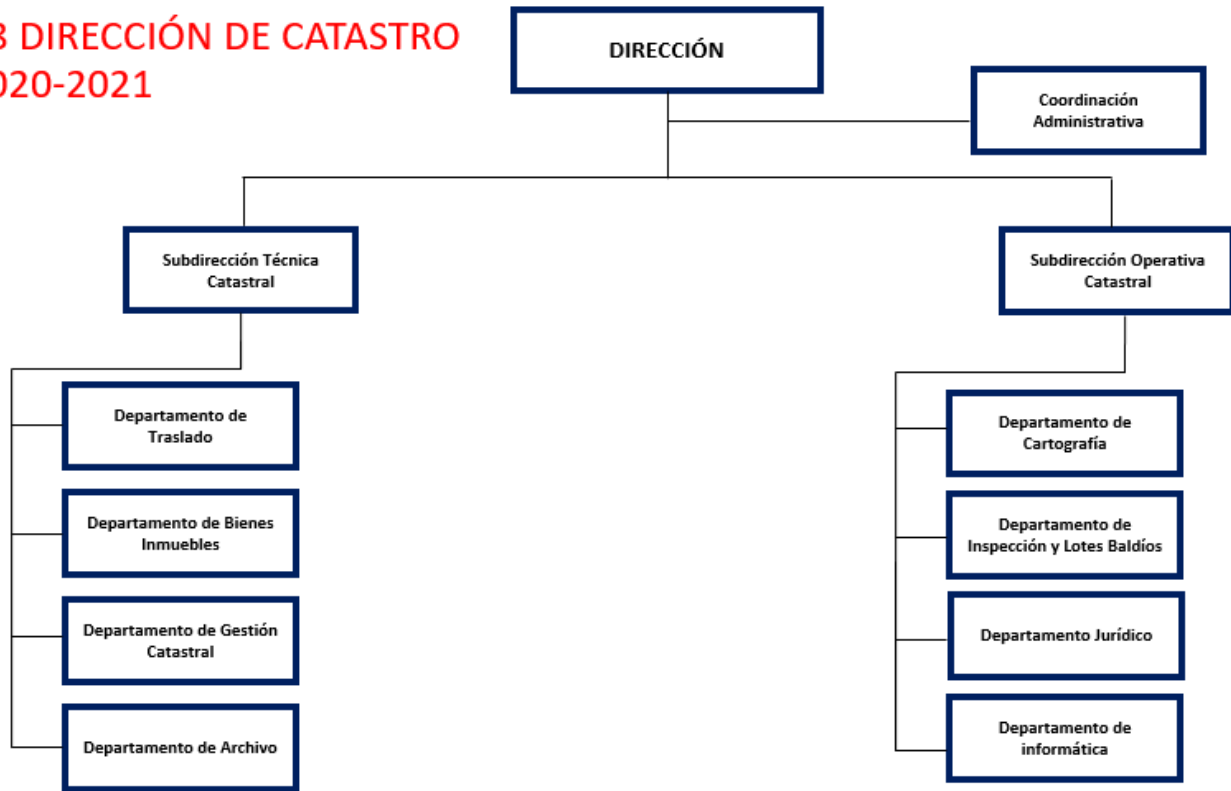 3 DIRECCIÓN DE CATASTRO
020-2021
DIRECCIÓN
Coordinación
Administrativa
Subdirección Técnica
Catastral
Subdirección Operativa
Catastral
Departamento de
Traslado
Departamento de Bienes
Inmuebles
Departamento de Gestión
Catastral
Departamento de Archivo
Departamento de
Cartografía
Departamento de
Inspección y Lotes Baldíos
Departamento Jurídico
Departamento de
informática